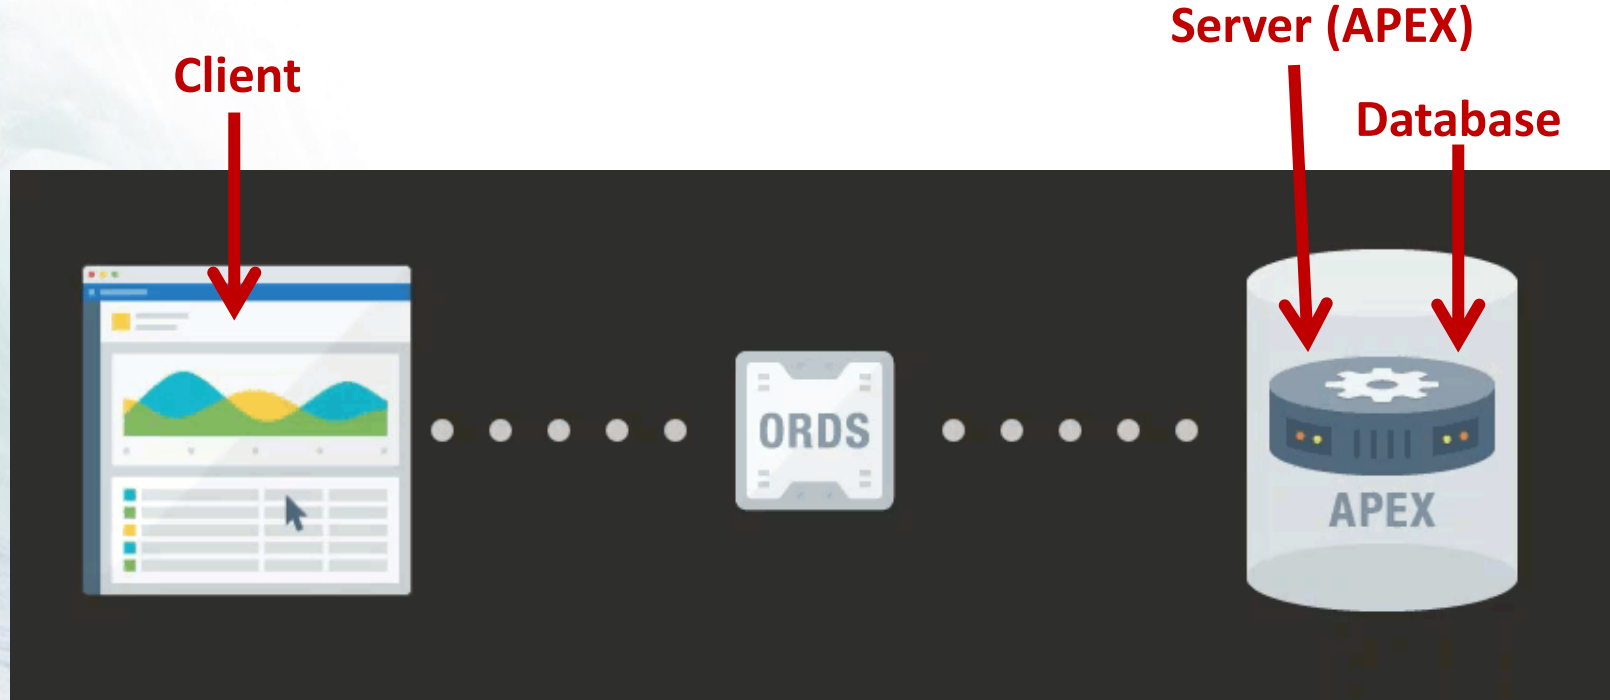 Server (APEX)
Client
Database
ORDS
APEX